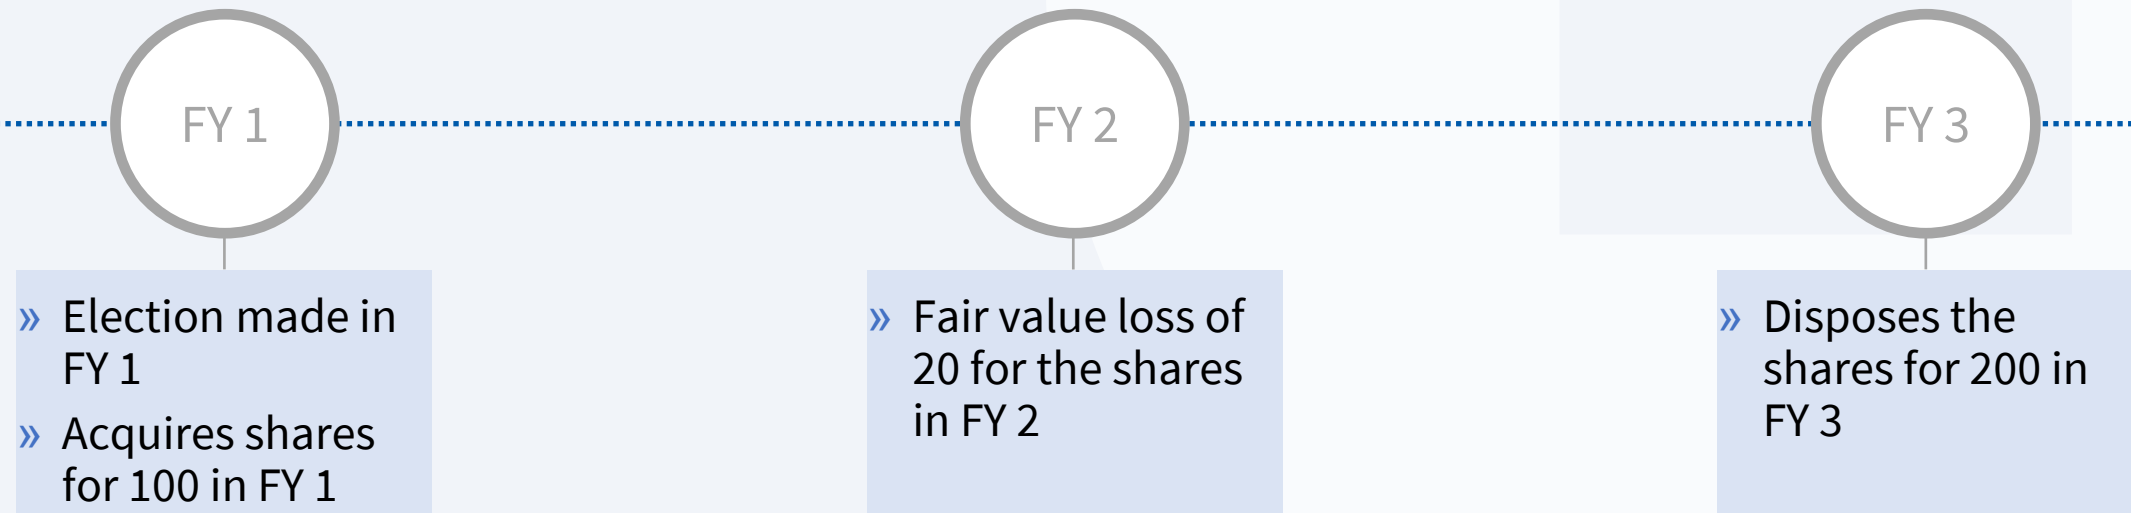 FY 1
FY 2
FY 3
» Election made in
FY 1
» Acquires shares
for 100 in FY 1
» Fair value loss of
20 for the shares
in FY 2
» Disposes the
shares for 200 in
FY 3